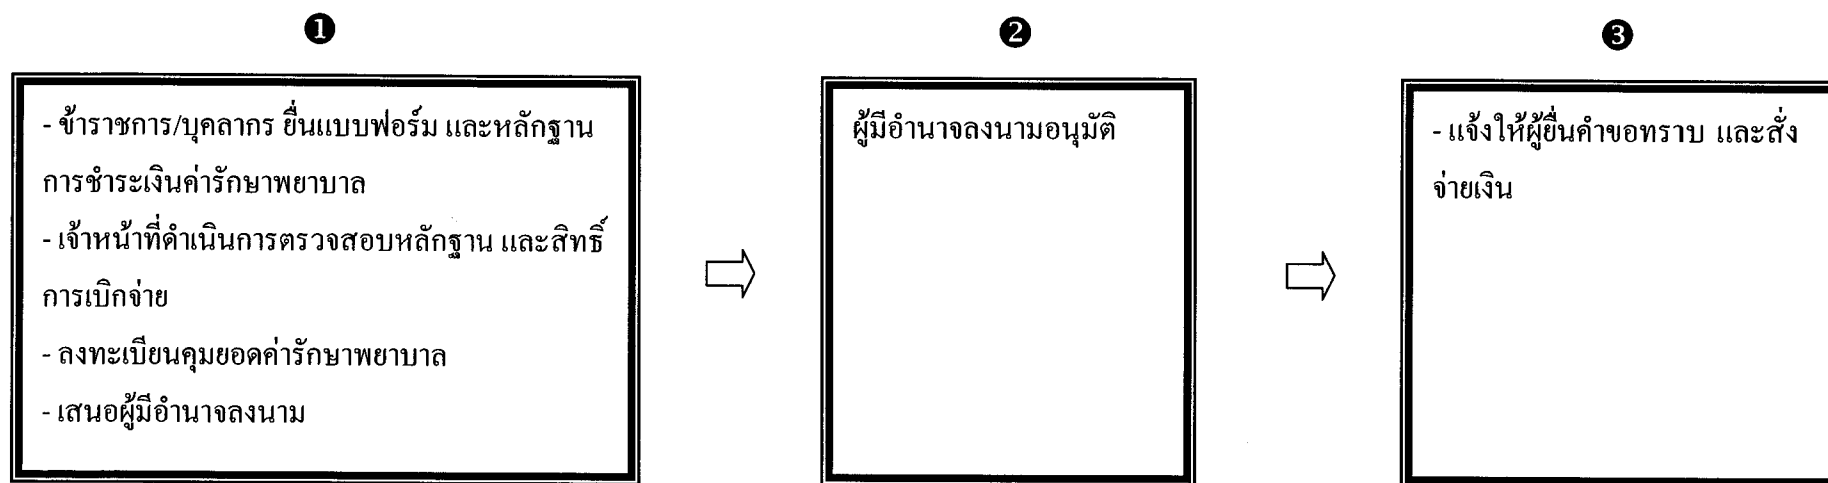 ❶
- ข้าราชการ/บุคลากร ยื่นแบบฟอร์ม และหลักฐาน
การชำระเงินค่ารักษาพยาบาล
- เจ้าหน้าที่ดำเนินการตรวจสอบหลักฐาน และสิทธิ์
การเบิกจ่าย
- ลงทะเบียนคุมยอดค่ารักษาพยาบาล
- เสนอผู้มีอำนาจลงนาม
❷
ผู้มีอำนาจลงนามอนุมัติ
❸
- แจ้งให้ผู้ยื่นคำขอทราบ และสั่ง
จ่ายเงิน